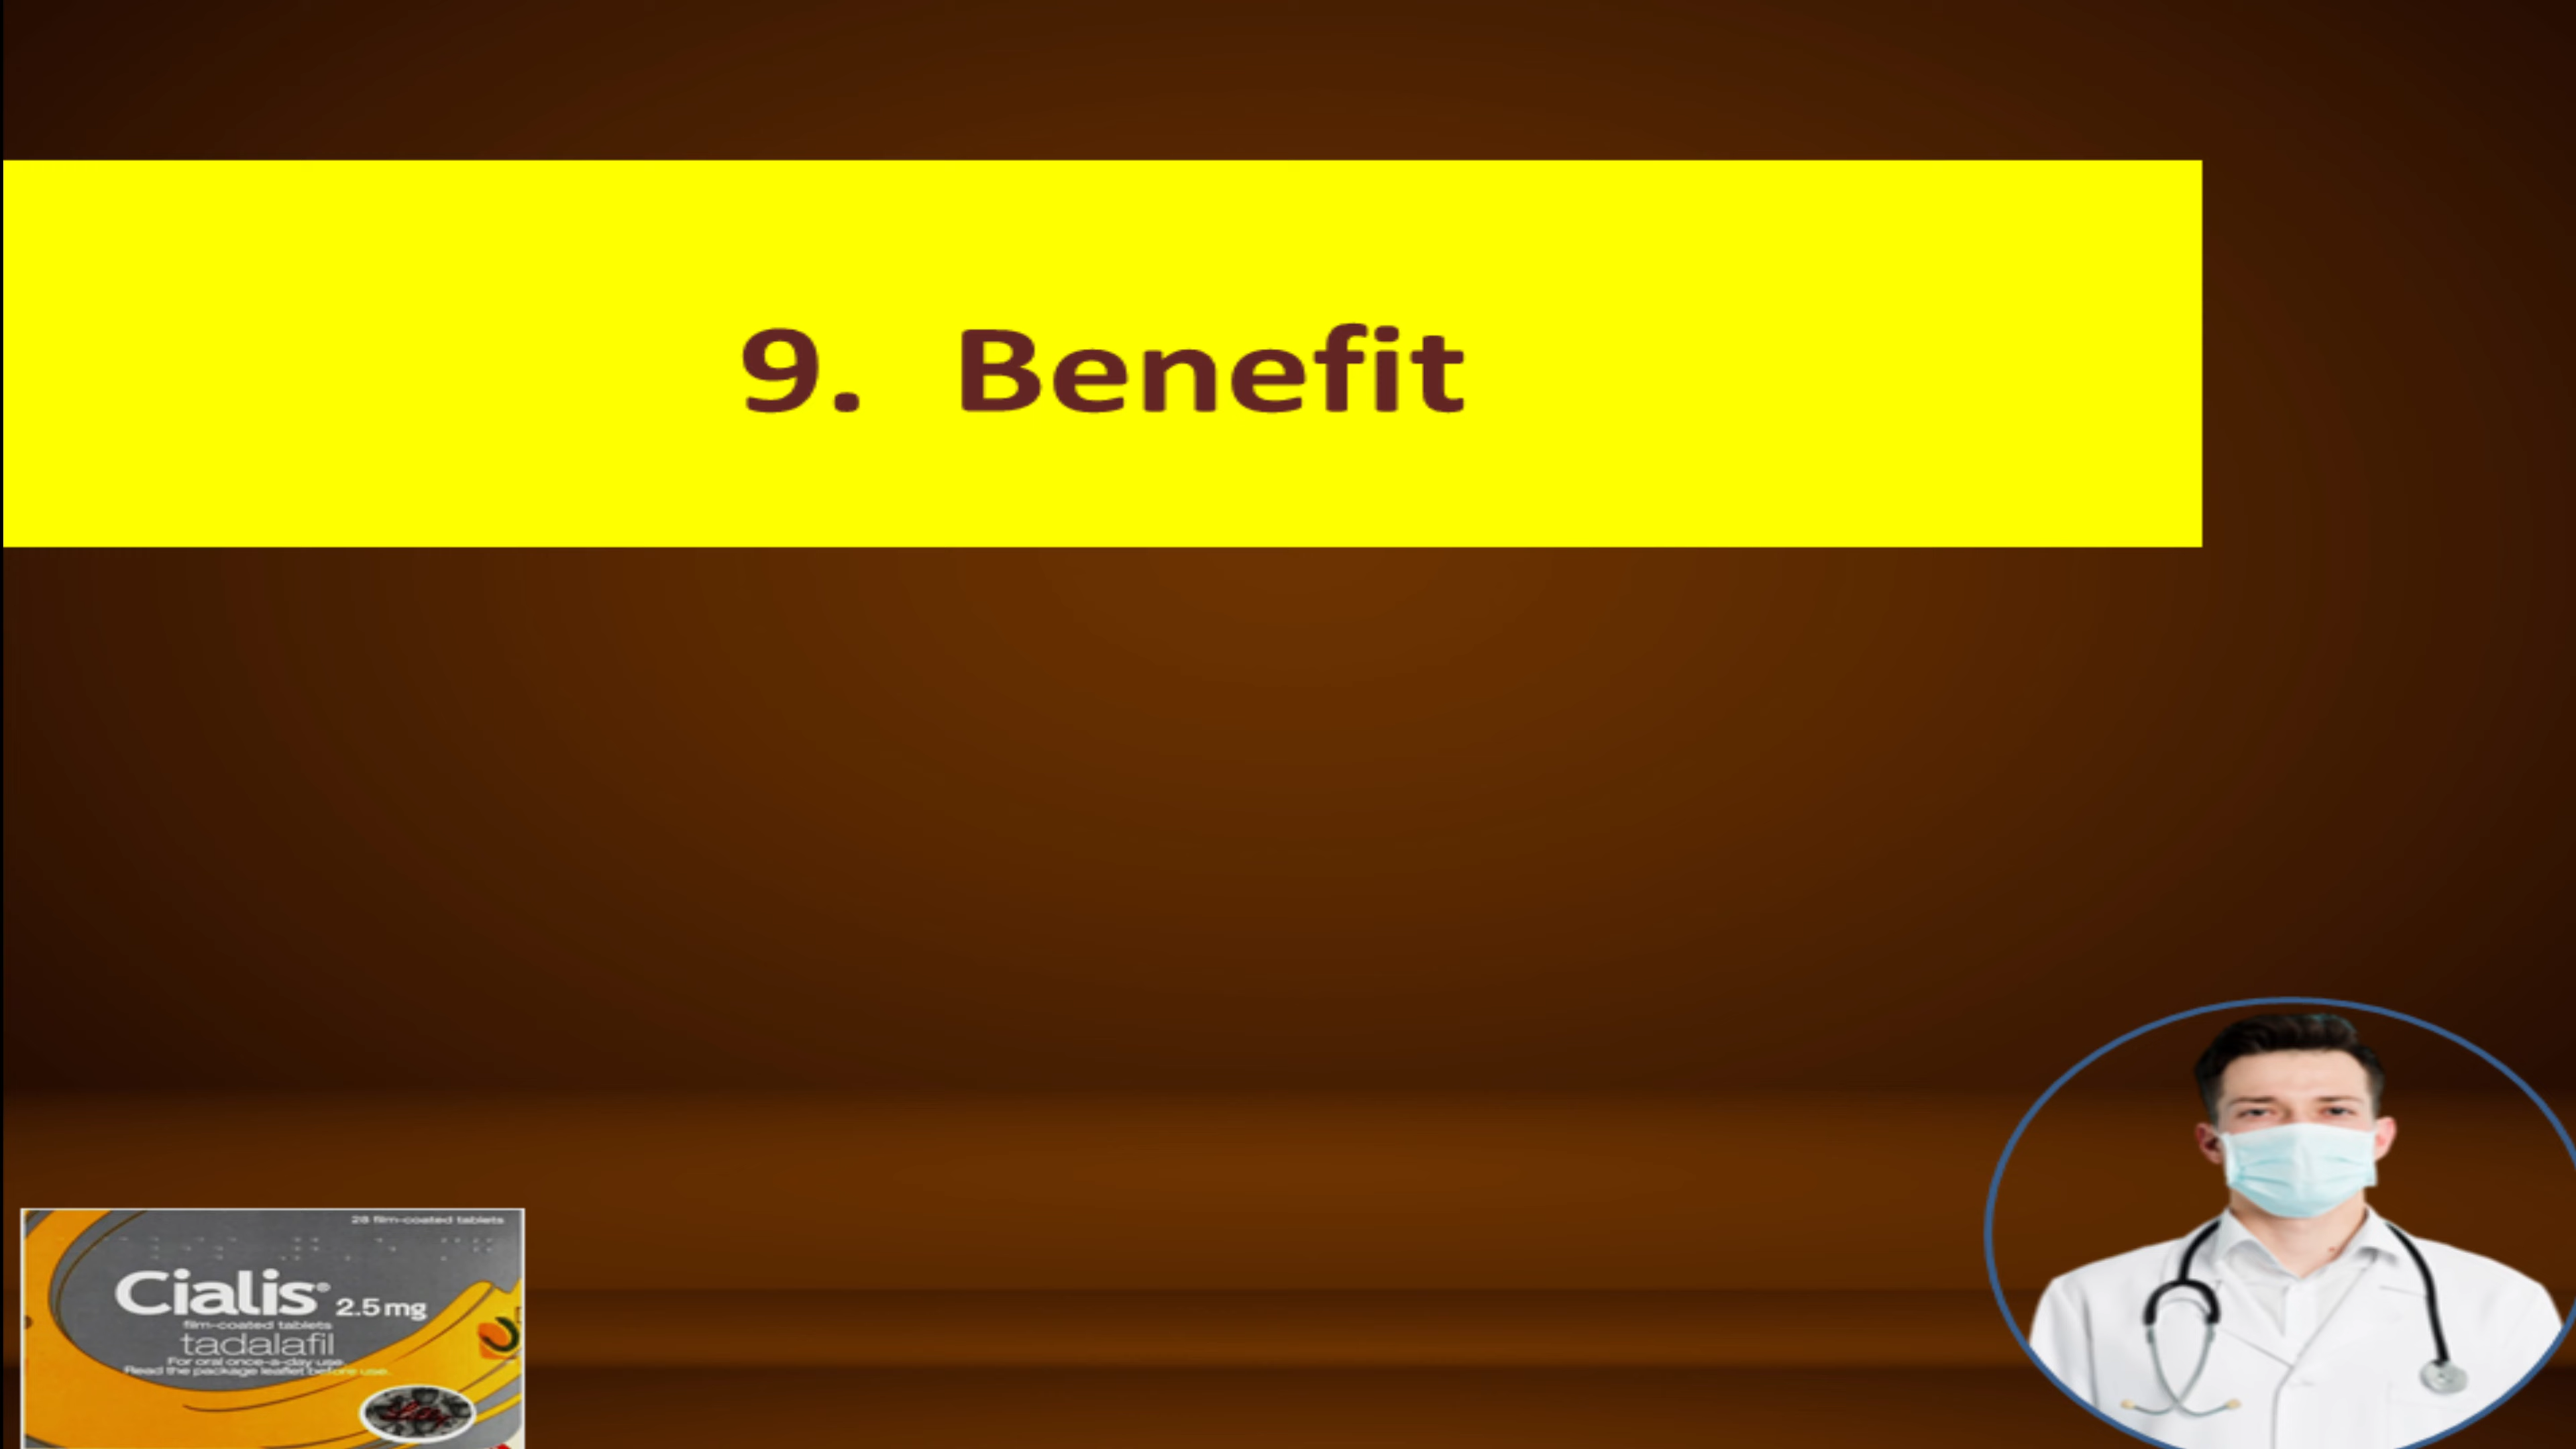 9. Benefit
28 film-coated tablets
Cialis® 2.5 mg
film-coated tablets
tadalafil
For oral once-a-day use
Read the package leaflet before use.